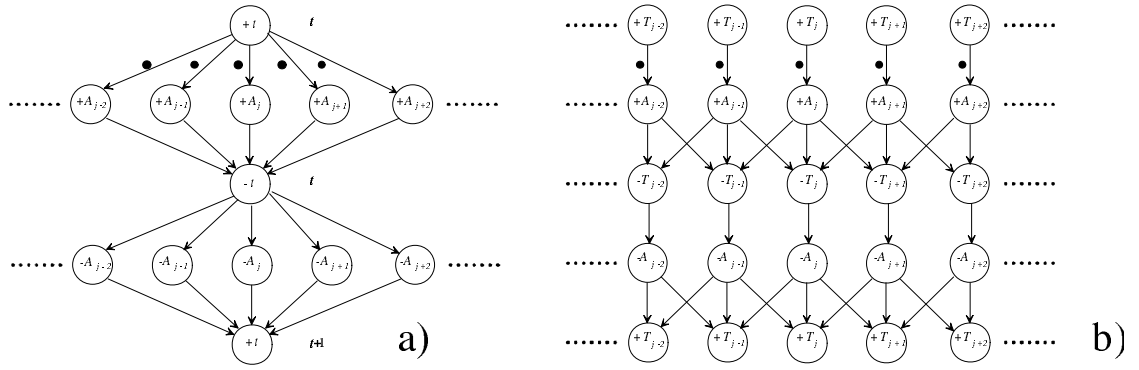 +t t
+A j-2 +A j-1 +A j +A j+1 +A j+2
-t t
-A j-2 -A j-1 -A j -A j+1 -A j+2
+t t+1
a)
+T j-2 +T j-1 +T j +T j+1 +T j+2
+A j-2 +A j-1 +A j +A j+1 +A j+2
-T j-2 -T j-1 -T j -T j+1 -T j+2
-A j-2 -A j-1 -A j -A j+1 -A j+2
+T j-2 +T j-1 +T j +T j+1 +T j+2
b)